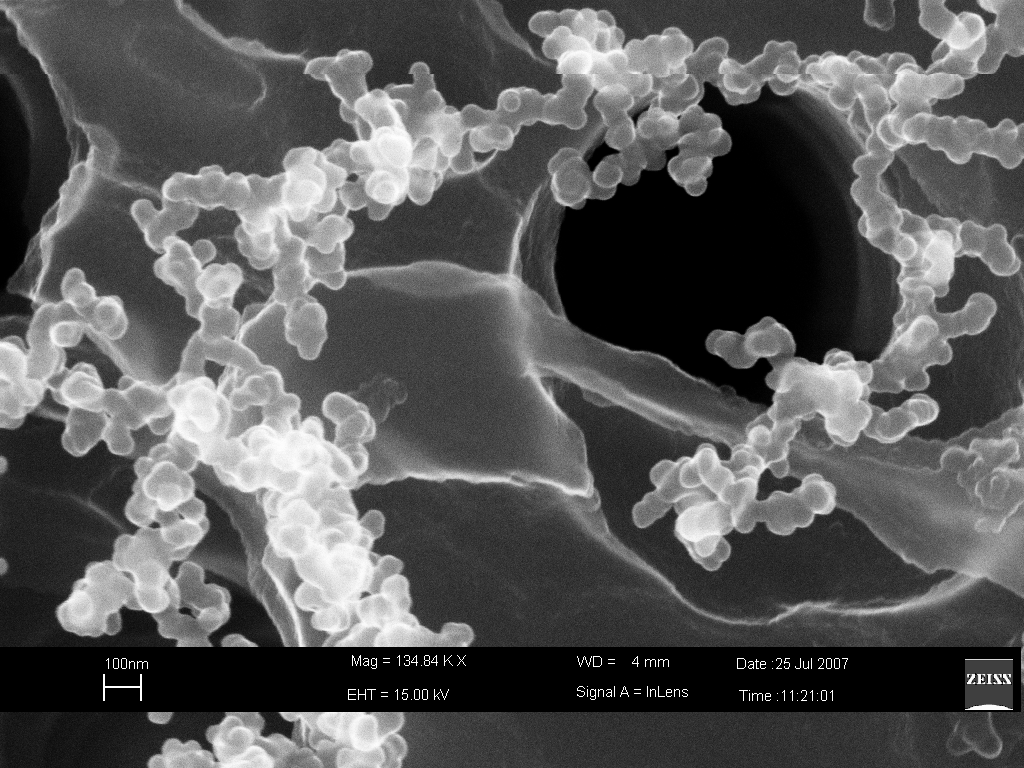 100nm
Mag = 134.84 K X
WD = 4 mm
Date :25 Jul 2007
EHT = 15.00 kV
Signal A = InLens
Time :11:21:01
ZEISS